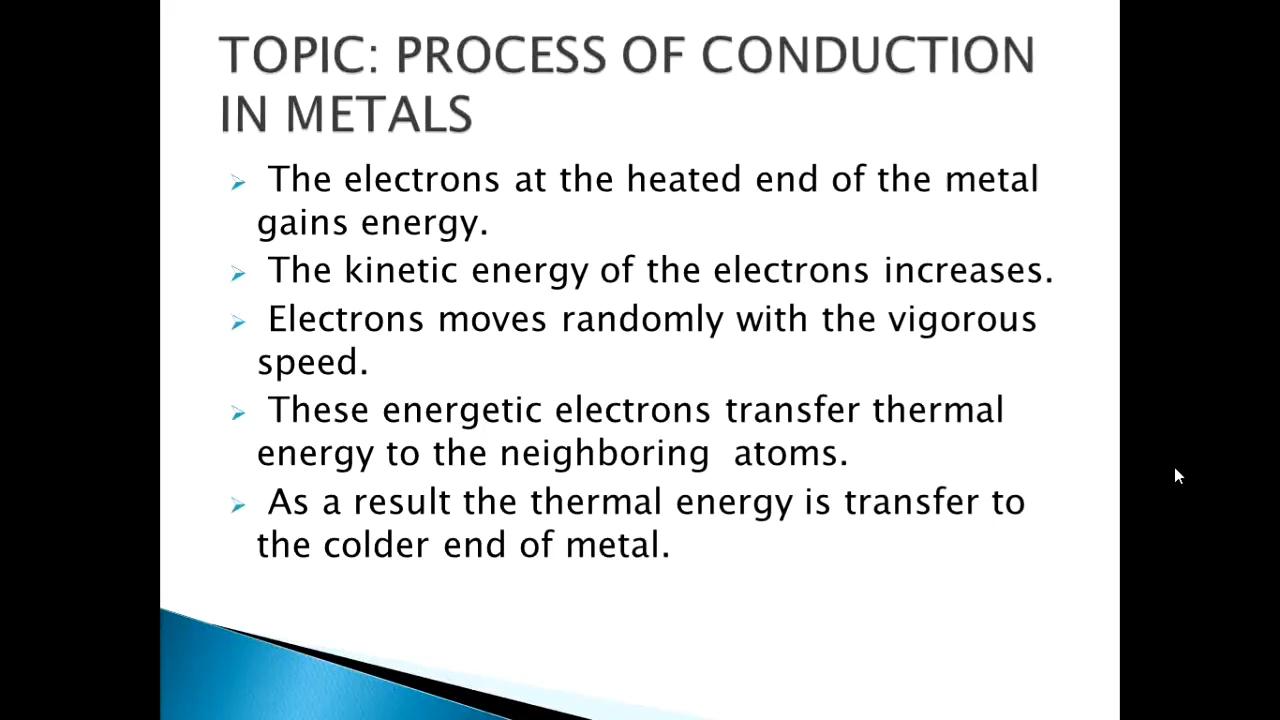 TOPIC: PROCESS OF CONDUCTION
IN METALS
The electrons at the heated end of the metal
gains energy.
The kinetic energy of the electrons increases.
Electrons moves randomly with the vigorous
speed.
These energetic electrons transfer thermal
energy to the neighboring  atoms.
As a result the thermal energy is transfer to
the colder end of metal.